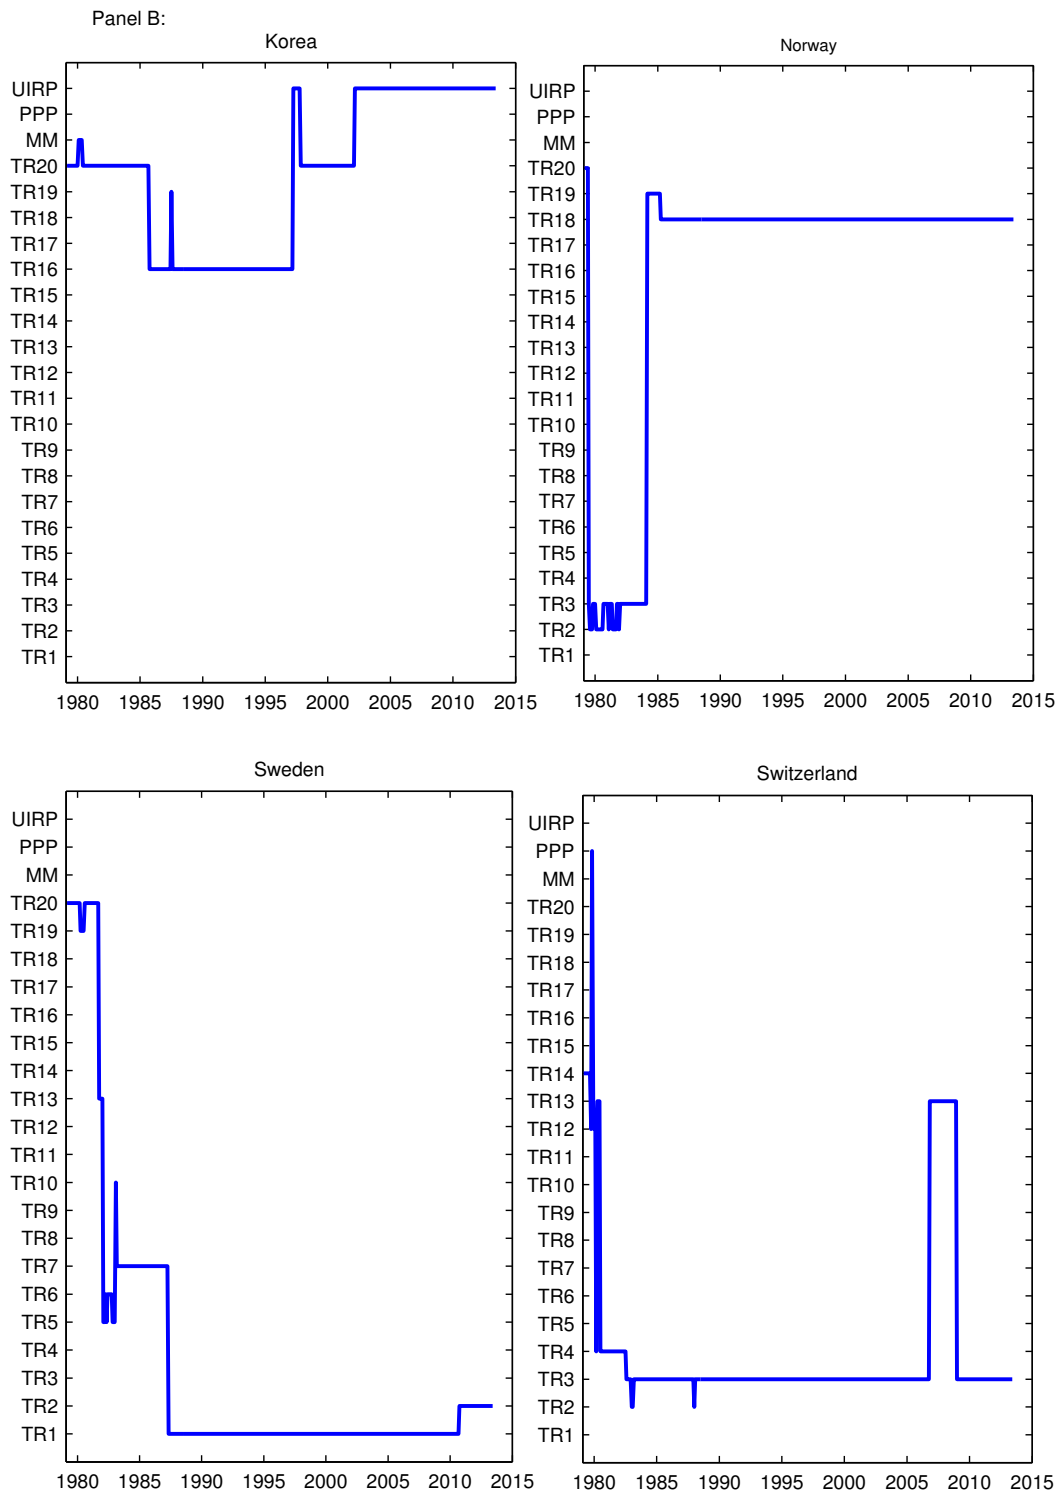 Panel B:
Korea
UIRP
PPP
MM
TR20
TR19
TR18
TR17
TR16
TR15
TR14
TR13
TR12
TR11
TR10
TR9
TR8
TR7
TR6
TR5
TR4
TR3
TR2
TR1
1980 1985 1990 1995 2000 2005 2010 2015
Norway
UIRP
PPP
MM
TR20
TR19
TR18
TR17
TR16
TR15
TR14
TR13
TR12
TR11
TR10
TR9
TR8
TR7
TR6
TR5
TR4
TR3
TR2
TR1
1980 1985 1990 1995 2000 2005 2010 2015
Sweden
UIRP
PPP
MM
TR20
TR19
TR18
TR17
TR16
TR15
TR14
TR13
TR12
TR11
TR10
TR9
TR8
TR7
TR6
TR5
TR4
TR3
TR2
TR1
1980 1985 1990 1995 2000 2005 2010 2015
Switzerland
UIRP
PPP
MM
TR20
TR19
TR18
TR17
TR16
TR15
TR14
TR13
TR12
TR11
TR10
TR9
TR8
TR7
TR6
TR5
TR4
TR3
TR2
TR1
1980 1985 1990 1995 2000 2005 2010 2015